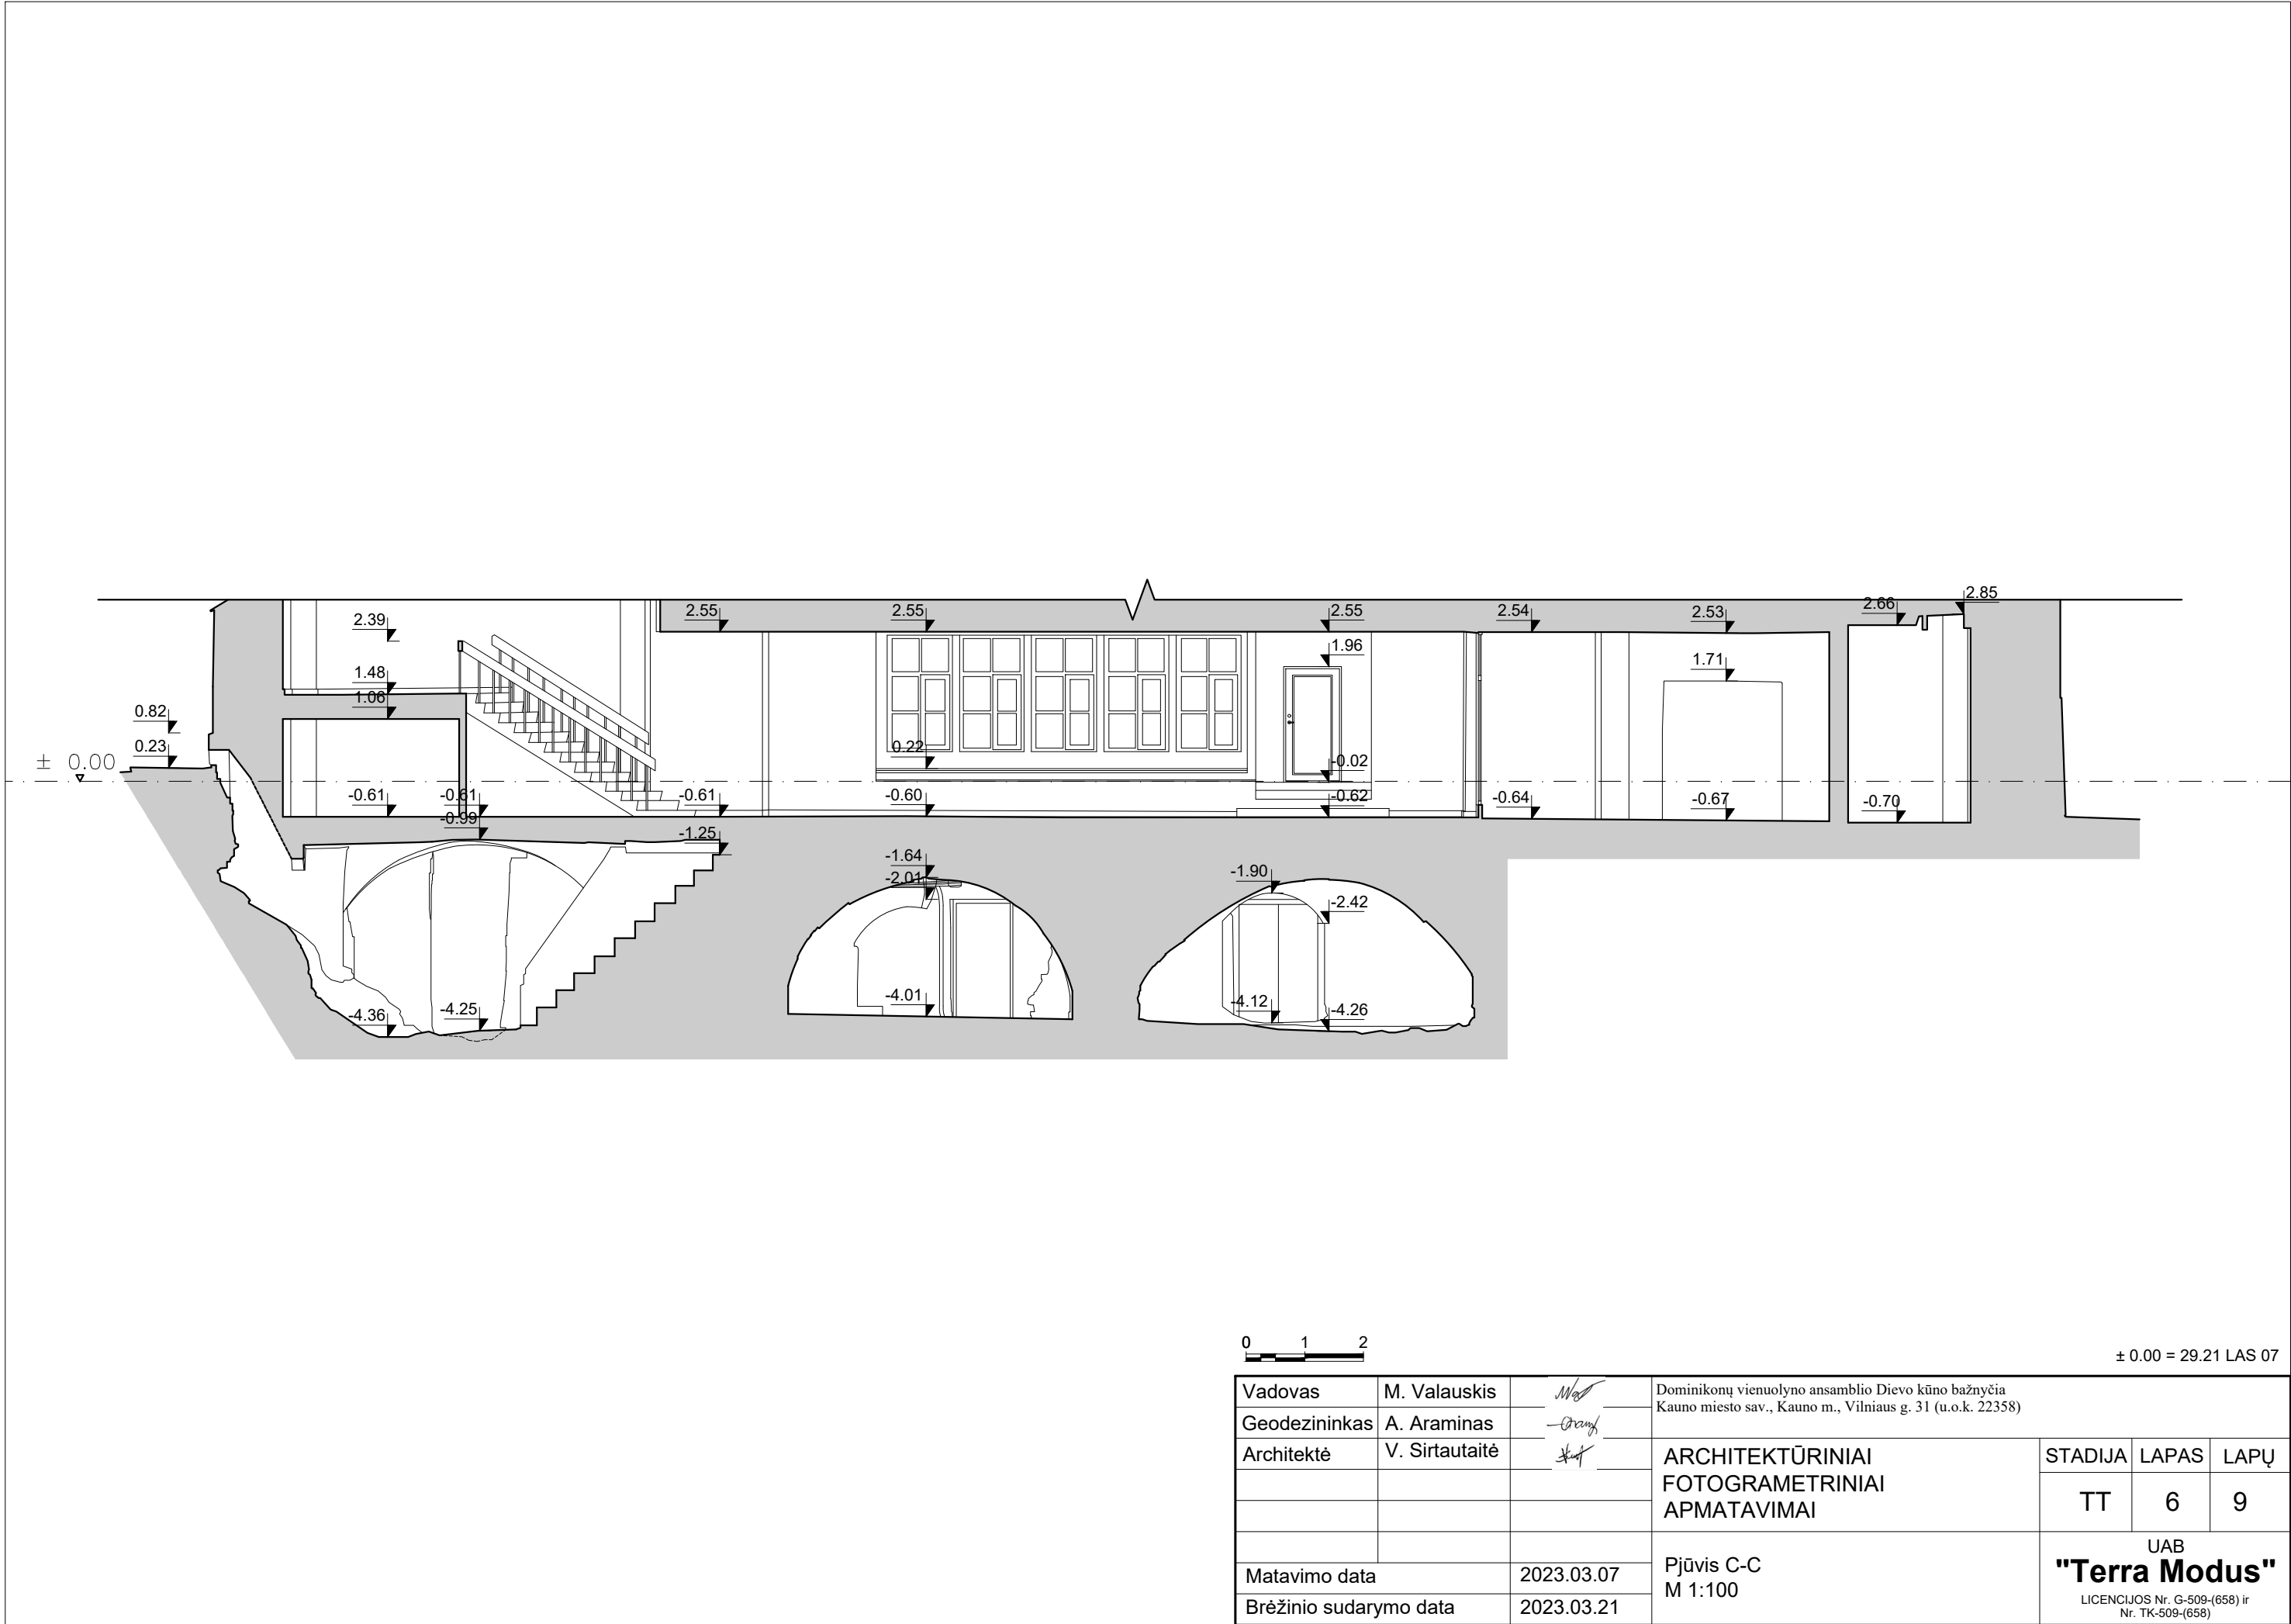 2.85
2.55 2.55 2.55 2.54 2.53 2.66
2.39
1.96
1.71
1.48
1.06
0.82
0.23
± 0.00
0.22
-0.02
-0.61 -0.61 -0.61 -0.60 -0.62 -0.64 -0.67 -0.70
-0.99
-1.25
-1.64
-2.01
-1.90
-2.42
-4.36 -4.25 -4.01 -4.12 -4.26
0 1 2
± 0.00 = 29.21 LAS 07
Vadovas M. Valauskis
Geodezininkas A. Araminas
Architektė V. Sirtautaitė
Dominikonų vienuolyno ansamblio Dievo kūno bažnyčia
Kauno miesto sav., Kauno m., Vilniaus g. 31 (u.o.k. 22358)
ARCHITEKTŪRINIAI
FOTOGRAMETRINIAI
APMATAVIMAI
STADIJA LAPAS LAPŲ
TT 6 9
Matavimo data 2023.03.07
Brėžinio sudarymo data 2023.03.21
Pjūvis C-C
M 1:100
UAB
"Terra Modus"
LICENCIJOS Nr. G-509-(658) ir
Nr. TK-509-(658)